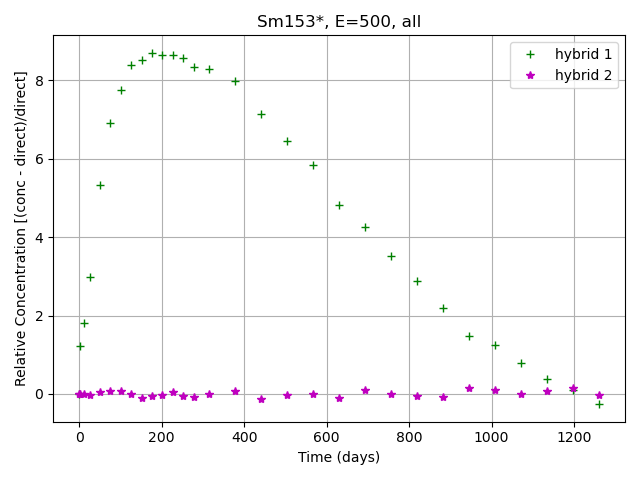 Sm153*, E=500, all
Relative Concentration [(conc - direct)/direct]
8
6
4
2
0
hybrid 1
hybrid 2
0 200 400 600 800 1000 1200
Time (days)